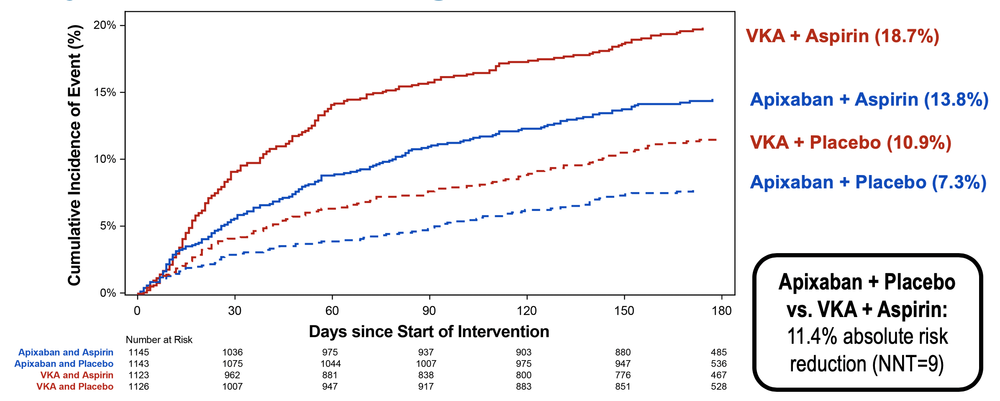 Cumulative Incidence of Event (%)
20%
15%
10%
5%
0%
0 30 60 90 120 150 180
Days since Start of Intervention
VKA + Aspirin (18.7%)
Apixaban + Aspirin (13.8%)
VKA + Placebo (10.9%)
Apixaban + Placebo (7.3%)
Apixaban + Placebo
vs. VKA + Aspirin:
11.4% absolute risk
reduction (NNT=9)
Number at Risk
Apixaban and Aspirin 1145 1036 975 937 903 880 485
Apixaban and Placebo 1143 1075 1044 1007 975 947 536
VKA and Aspirin 1123 962 881 838 800 776 467
VKA and Placebo 1126 1007 947 917 883 851 528